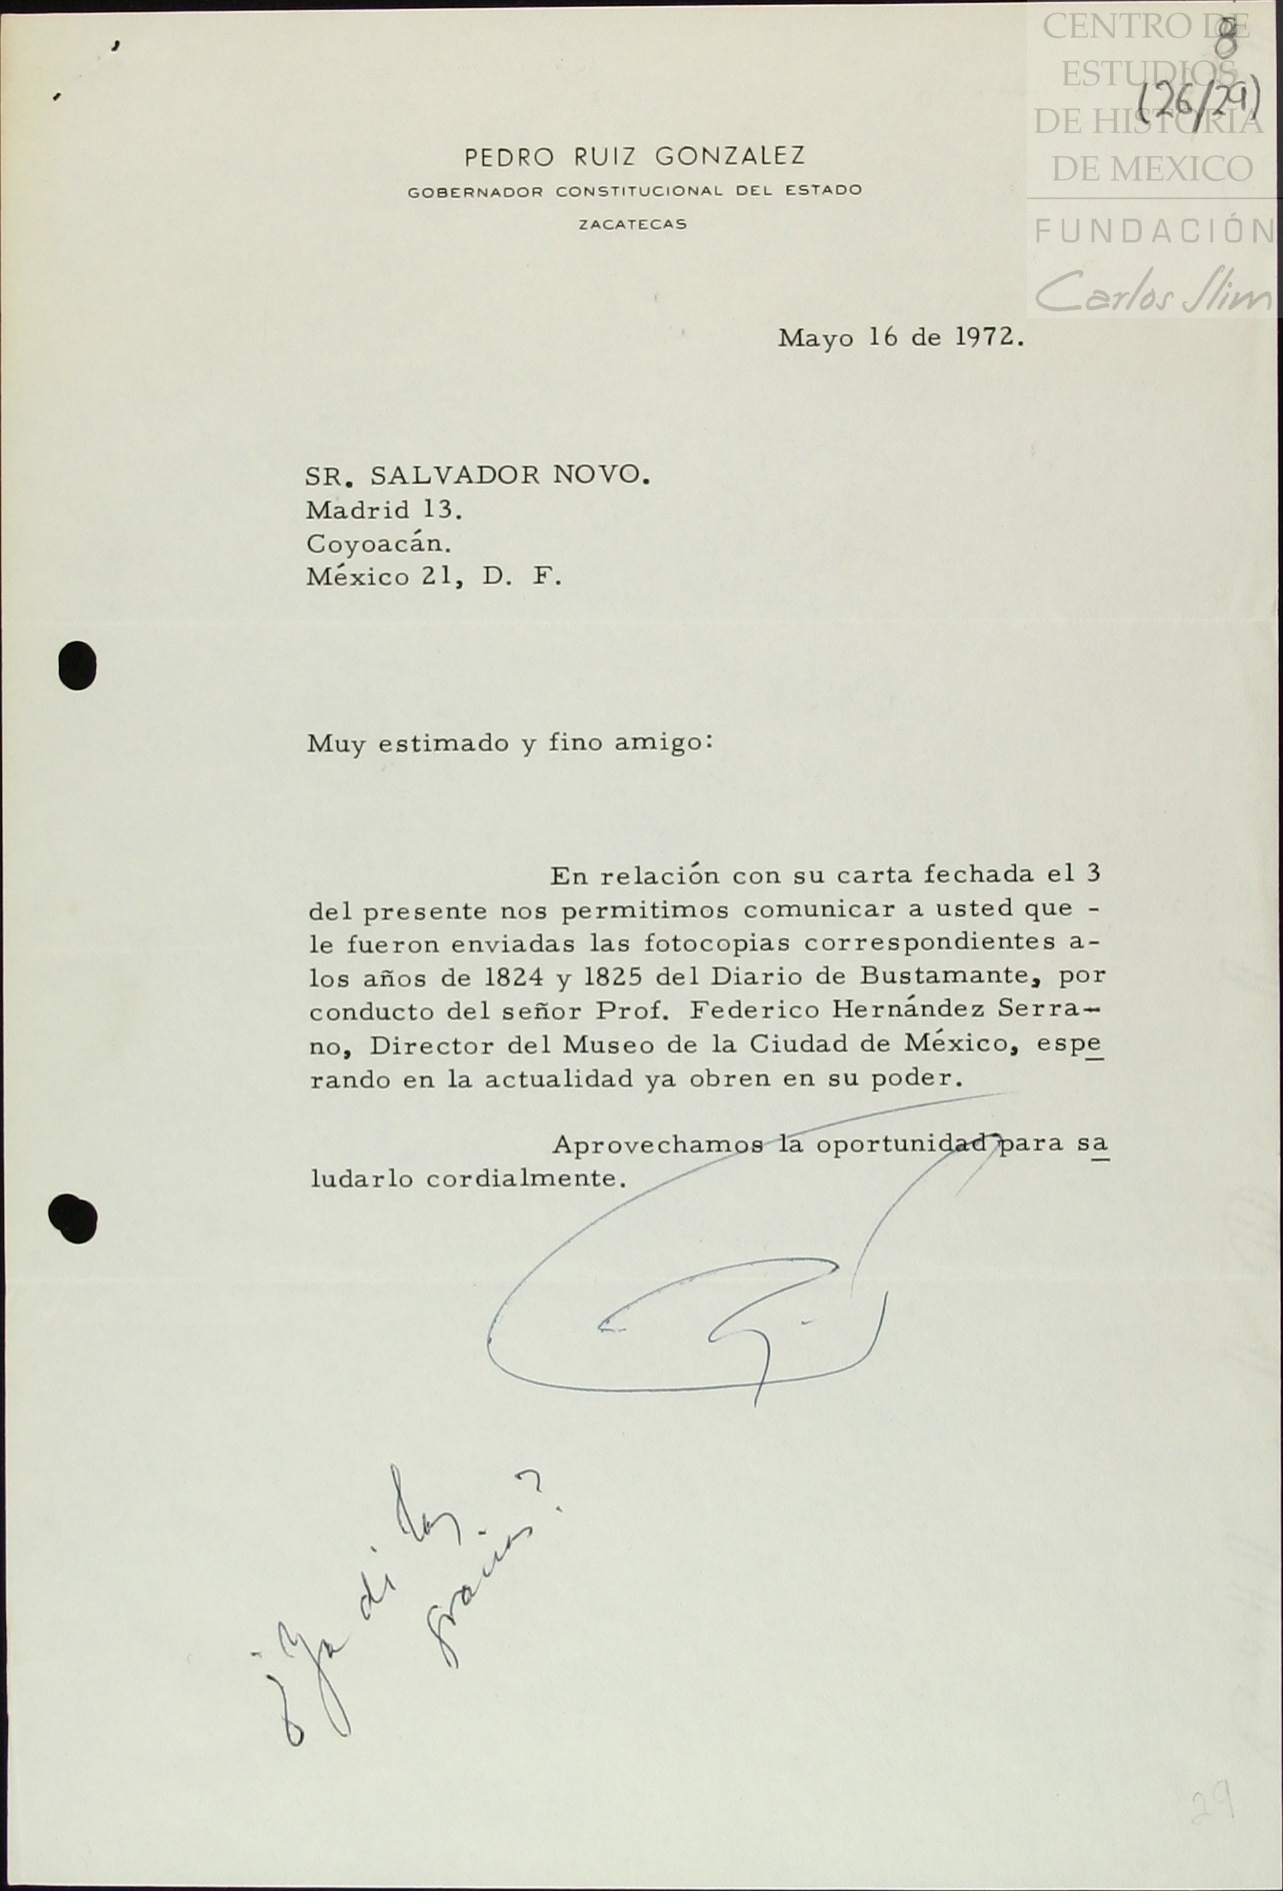 CENTRO DE
ESTUDIOS
DE HISTORIA
DE MEXICO
FUNDACIÓN
Carlos Slim
8
(26/29)
PEDRO RUIZ GONZALEZ
GOBERNADOR CONSTITUCIONAL DEL ESTADO
ZACATECAS
Mayo 16 de 1972.
SR. SALVADOR NOVO.
Madrid 13.
Coyoacán.
México 21, D. F.
Muy estimado y fino amigo:
En relación con su carta fechada el 3
del presente nos permitimos comunicar a usted que -
le fueron enviadas las fotocopias correspondientes a-
los años de 1824 y 1825 del Diario de Bustamante, por
conducto del señor Prof. Federico Hernández Serra-
no, Director del Museo de la Ciudad de México, espe
rando en la actualidad ya obren en su poder.
Aprovechamos la oportunidad para sa
ludarlo cordialmente.
¿Ya di las
gracias?
29